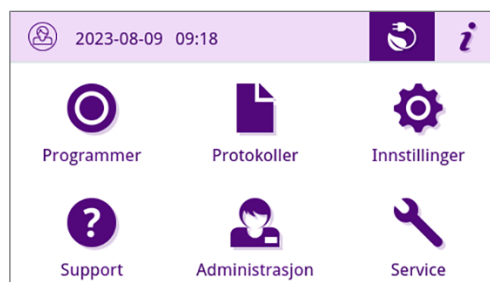 2023-08-09 09:18
i
Programmer Protokoller Innstillinger
?
Support Administrasjon Service